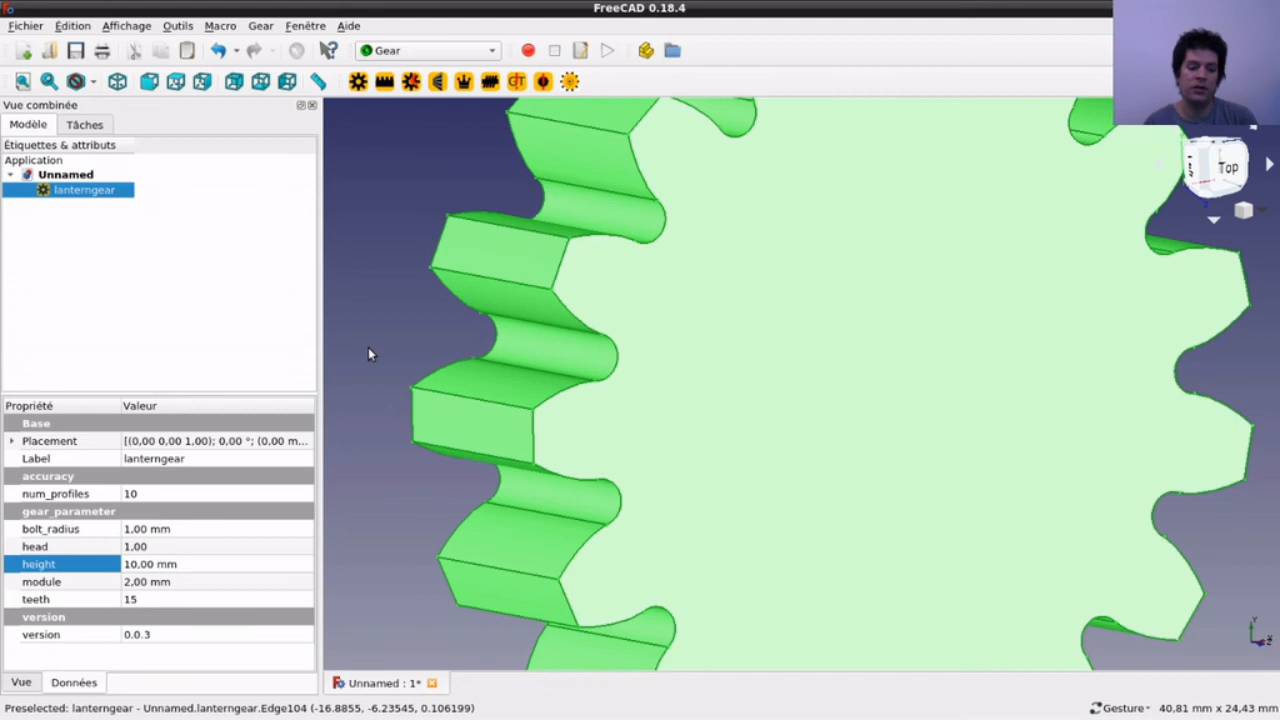 FreeCAD 0.18.4
Fichier Édition Affichage Outils Macro Gear Fenêtre Aide
Gear
Vue combinée
Modèle Tâches
Étiquettes & attributs
Application
Unnamed
lanterngear
Propriété Valeur
Base
Placement [(0,00 0,00 1,00); 0,00 °; (0,00 m...
Label lanterngear
accuracy
num_profiles 10
gear_parameter
bolt_radius 1,00 mm
head 1,00
height 10,00 mm
module 2,00 mm
teeth 15
version
version 0.0.3
Vue Données
Unnamed : 1*
Top
Y
Preselected: lanterngear - Unnamed.lanterngear.Edge104 (-16.8855, -6.23545, 0.106199)
Gesture 40,81 mm x 24,43 mm